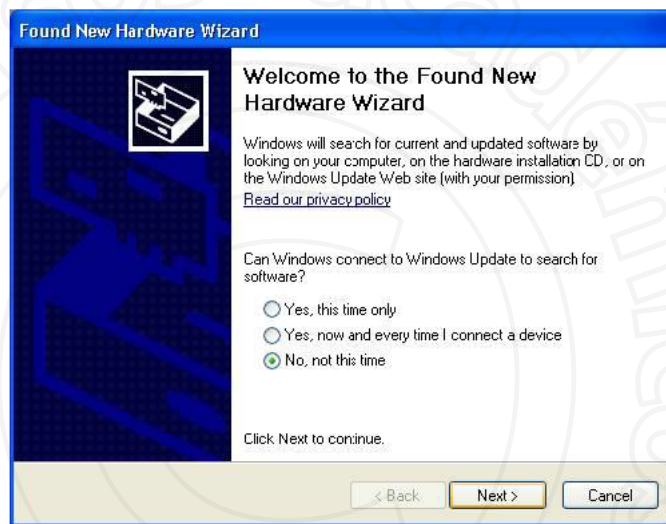 Found New Hardware Wizard
Welcome to the Found New
Hardware Wizard
Windows will search for current and updated software by
looking on your computer, on the hardware installation CD, or on
the Windows Update Web site (with your permission).
Read our privacy policy
Can Windows connect to Windows Update to search for
software?
Yes, this time only
Yes, now and every time I connect a device
No, not this time
Click Next to continue.
< Back
Next >
Cancel